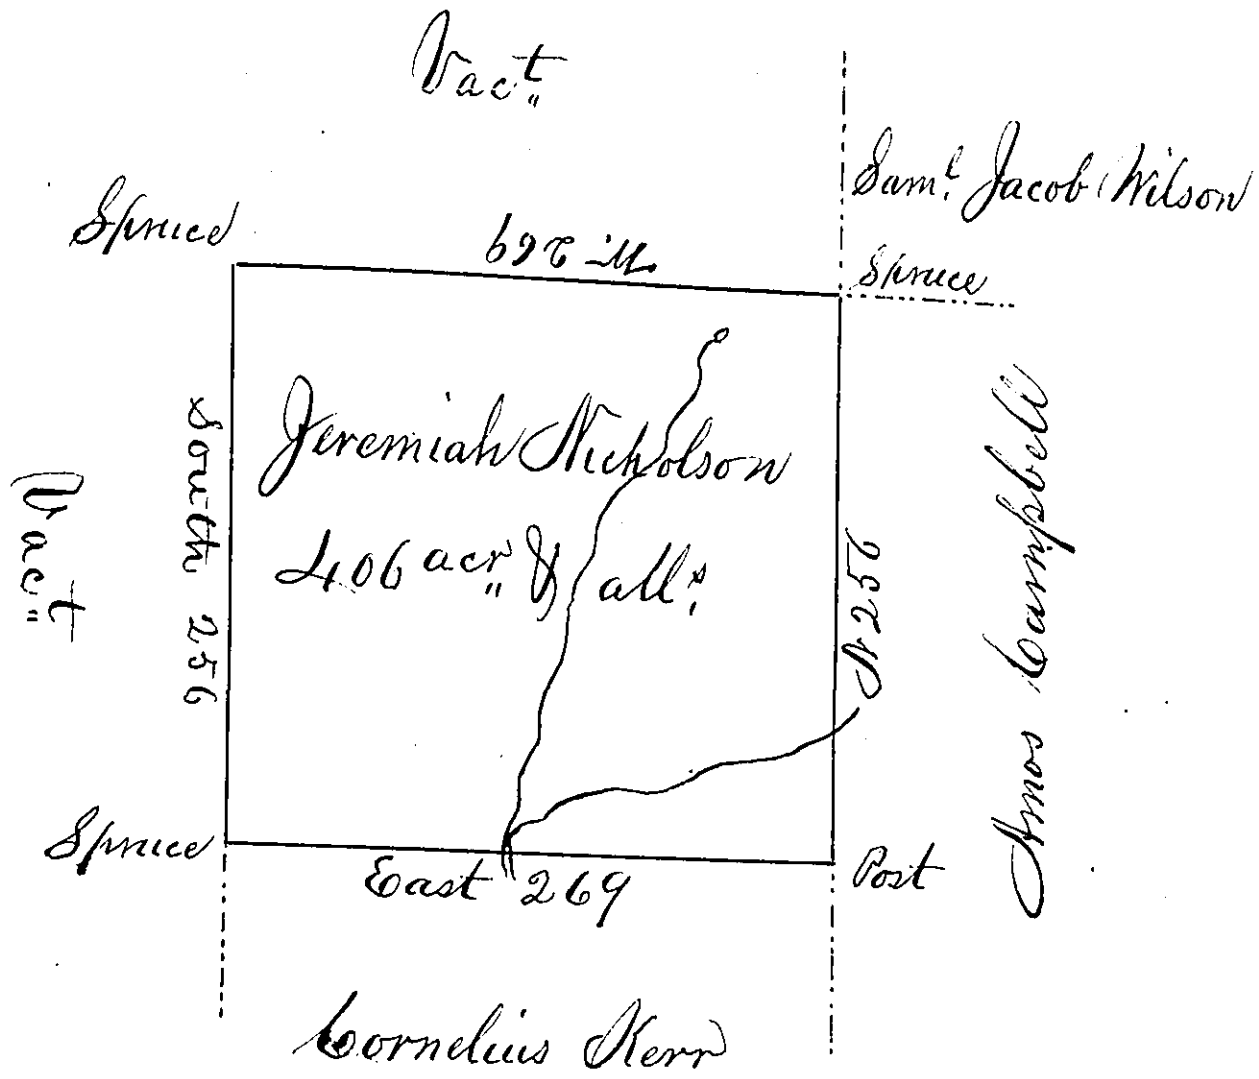 Vact.
Saml. Jacob Wilson
Spruce
W. 269
Spruce
Jeremiah Nicholson
406 acr. & alls.
South 256
Vact.
N 256
Amos Campbell
Spruce
East 269
Post
Cornelius Kerr